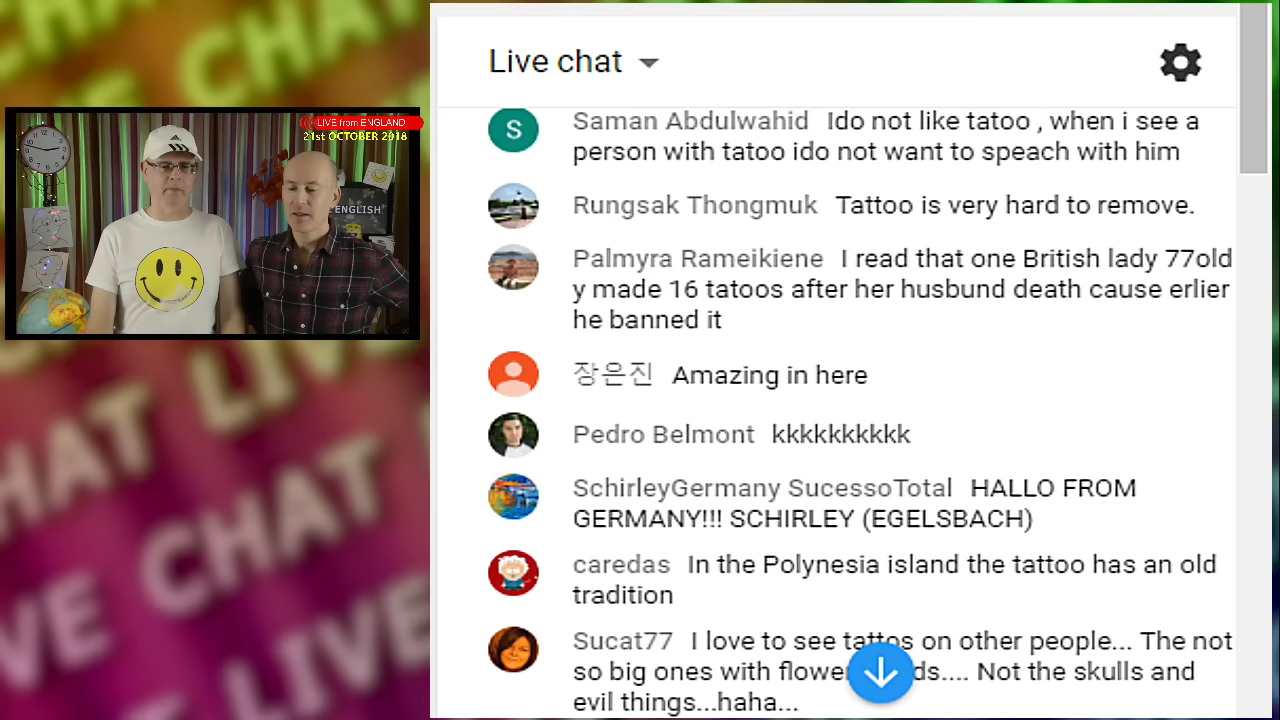 LIVE from ENGLAND
21st OCTOBER 2018
ENGLISH
Live chat
S
Saman Abdulwahid Ido not like tatoo , when i see a
person with tatoo ido not want to speach with him
Rungsak Thongmuk Tattoo is very hard to remove.
Palmyra Rameikiene I read that one British lady 77old
y made 16 tatoos after her husbund death cause erlier
he banned it
장은진 Amazing in here
Pedro Belmont kkkkkkkkkk
SchirleyGermany SucessoTotal HALLO FROM
GERMANY!!! SCHIRLEY (EGELSBACH)
caredas In the Polynesia island the tattoo has an old
tradition
Sucat77 I love to see tattos on other people... The not
so big ones with flower ds.... Not the skulls and
evil things...haha...
CHAT LIVE
LIVE CHAT